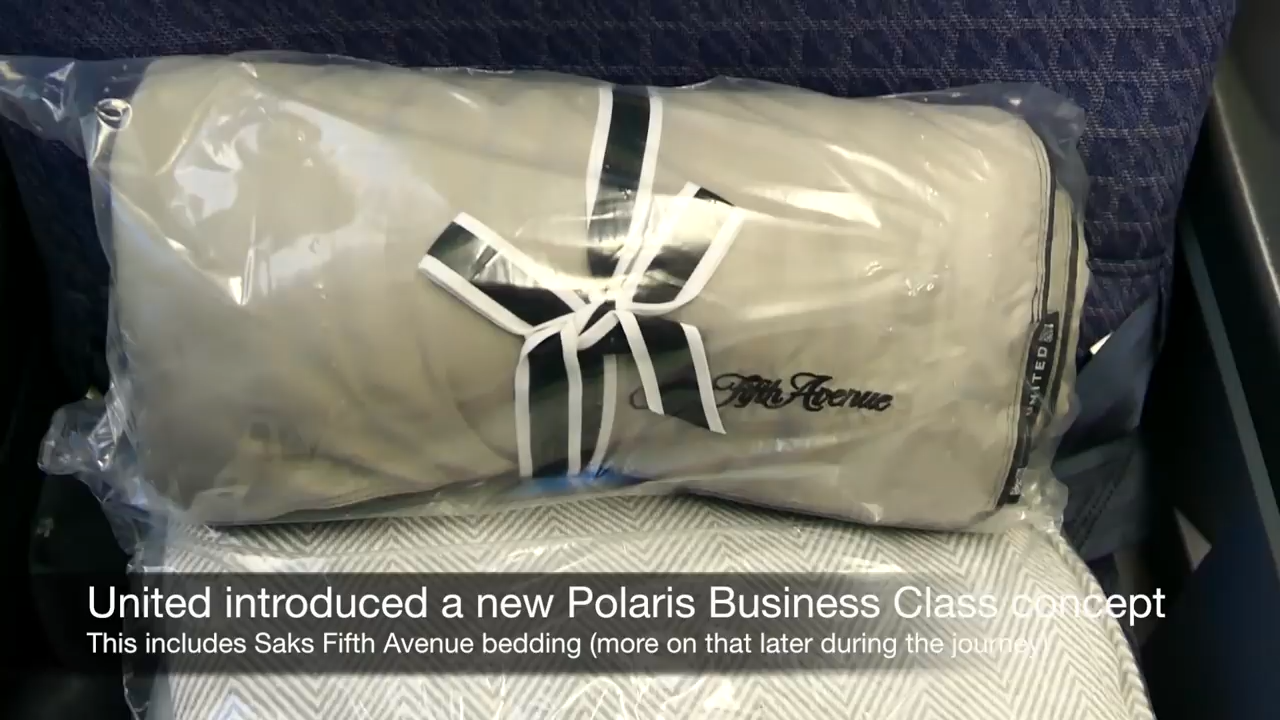 Fifth Avenue
UNITED
United introduced a new Polaris Business Class concept
This includes Saks Fifth Avenue bedding (more on that later during the journey)